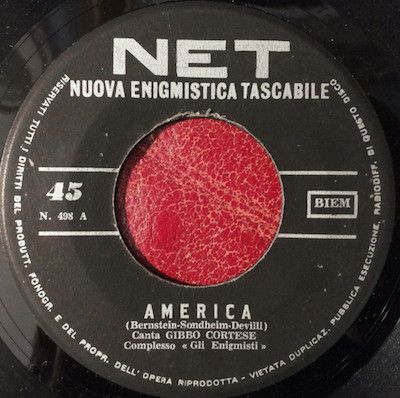 NET
NUOVA ENIGMISTICA TASCABILE
45
N. 498 A
BIEM
AMERICA
(Bernstein-Sondheim-Devilli)
Canta GIBBO CORTESE
Complesso « Gli Enigmisti »
RISERVATI TUTTI I DIRITTI DEL PRODUTT. FONOGR. E DEL PROPR. DELL'OPERA RIPRODOTTA - VIETATA DUPLICAZ. PUBBLICA ESECUZIONE, RADIODIFF. DI QUESTO DISCO